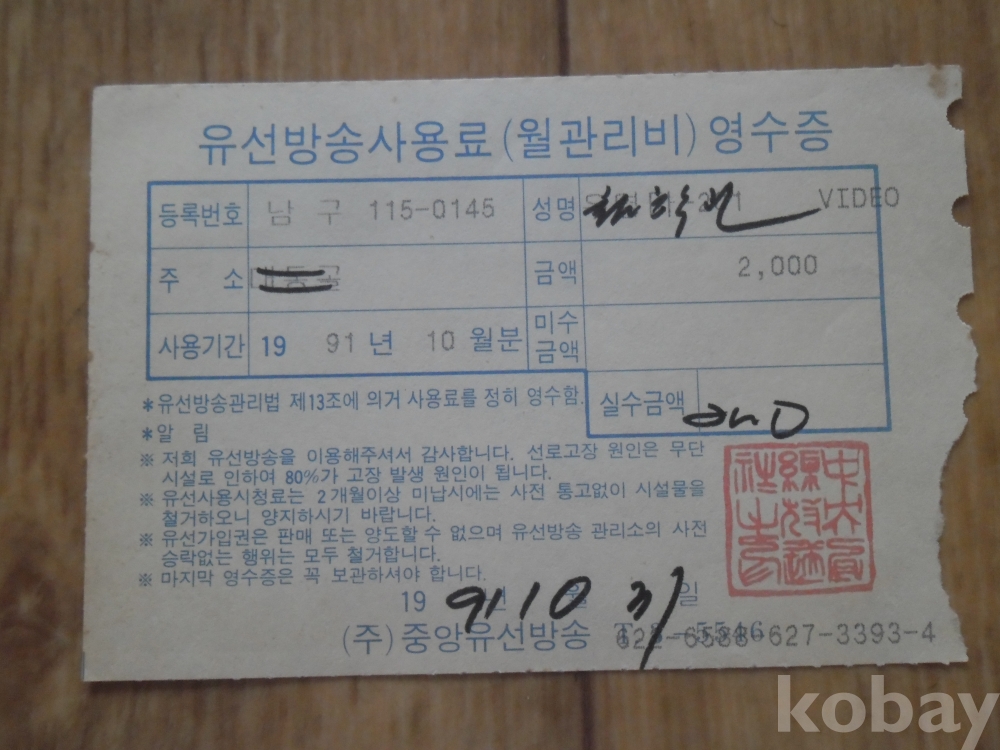 유선방송사용료(월관리비)영수증
등록번호 남 구 115-0145 성명 VIDEO
주 소 금액 2,000
사용기간 19 91 년 10 월분 미수금액
*유선방송관리법 제13조에 의거 사용료를 정히 영수함. 실수금액
*알 림
※ 저희 유선방송을 이용해주셔서 감사합니다. 선로고장 원인은 무단
시설로 인하여 80%가 고장 발생 원인이 됩니다.
※ 유선사용시청료는 2개월이상 미납시에는 사전 통고없이 시설물을
철거하오니 양지하시기 바랍니다.
※ 유선가입권은 판매 또는 양도할 수 없으며 유선방송 관리소의 사전
승락없는 행위는 모두 철거합니다.
※ 마지막 영수증은 꼭 보관하셔야 합니다.
19 91 년 10 월 31 일
(주)중앙유선방송 627-3393-4
kobay